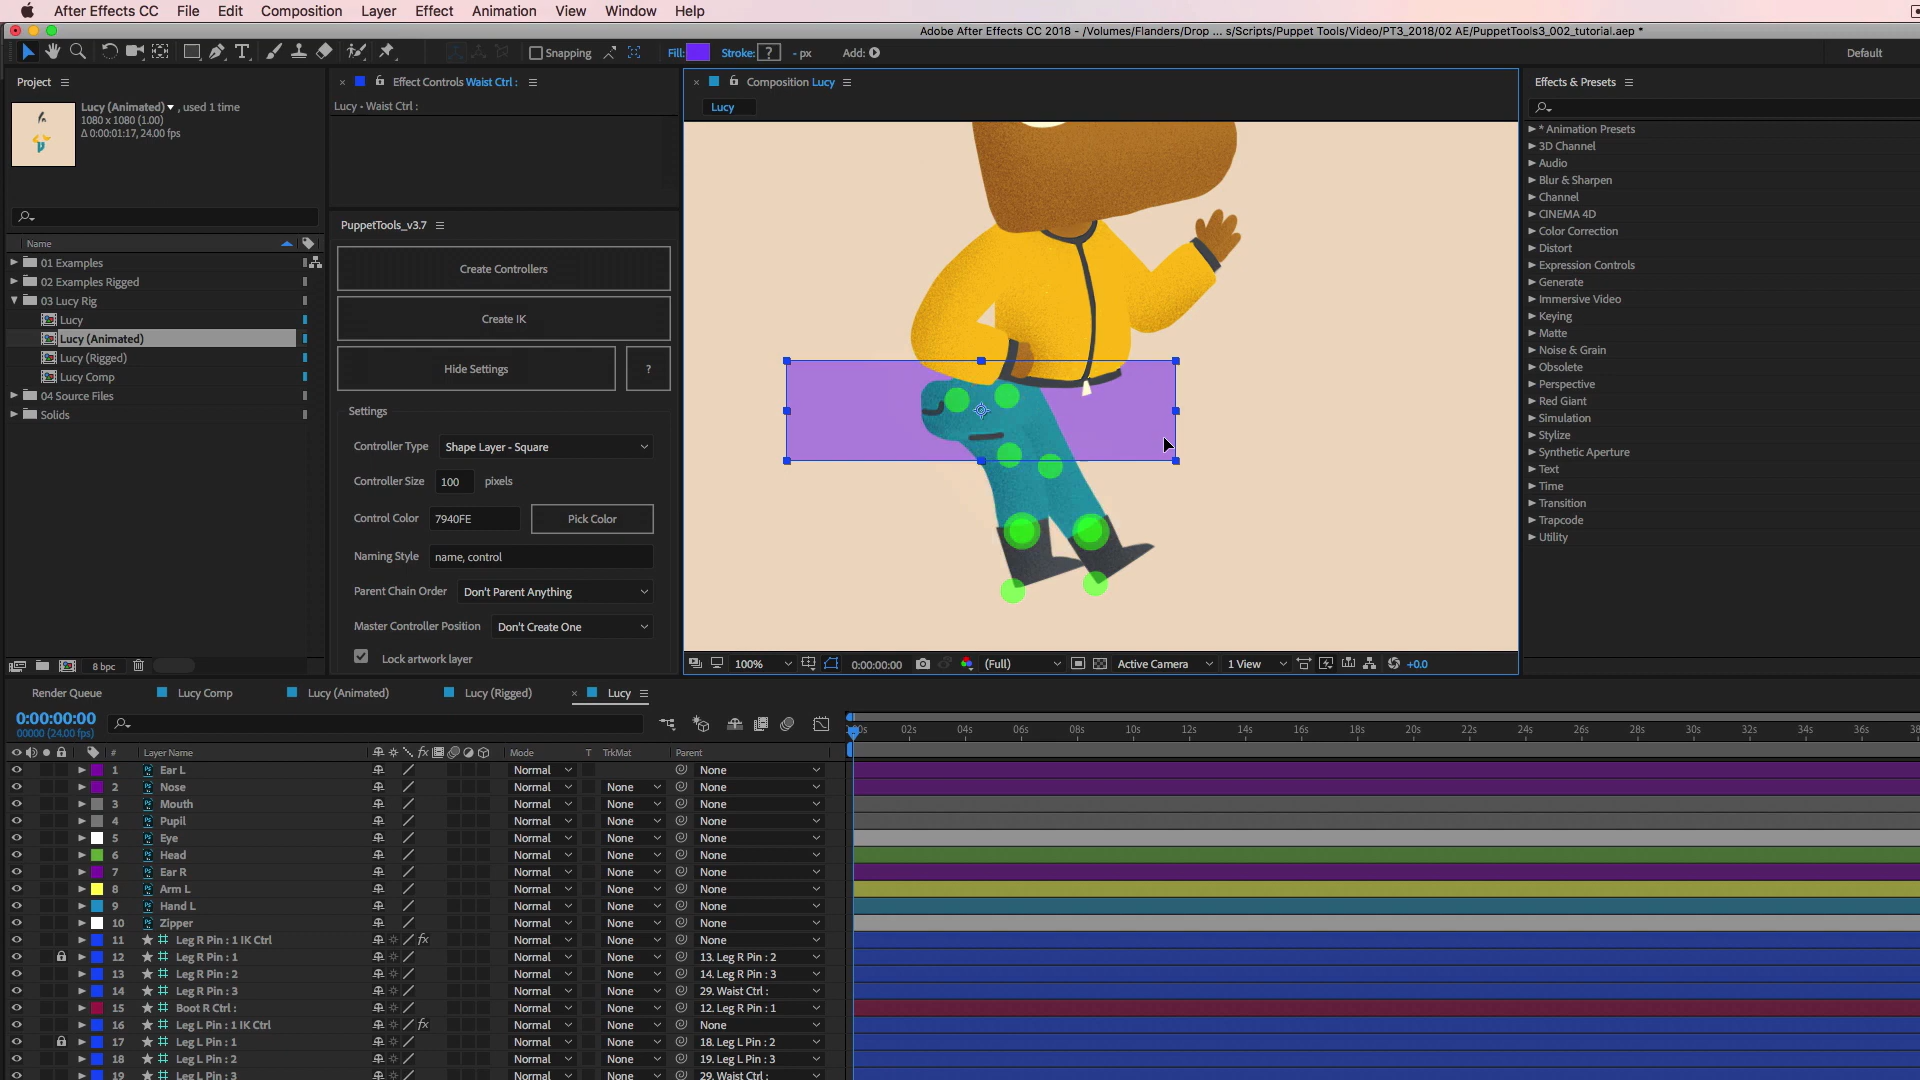 After Effects CC File Edit Composition Layer Effect Animation View Window Help
Adobe After Effects CC 2018 - /Volumes/Flanders/Drop ... s/Scripts/Puppet Tools/Video/PT3_2018/02 AE/PuppetTools3_002_tutorial.aep *
Snapping Fill: Stroke: ? - px Add: Default
Project
Lucy (Animated) , used 1 time
1080 x 1080 (1.00)
Δ 0:00:01:17, 24.00 fps
Name
01 Examples
02 Examples Rigged
03 Lucy Rig
Lucy
Lucy (Animated)
Lucy (Rigged)
Lucy Comp
04 Source Files
Solids
8 bpc
Effect Controls Waist Ctrl :
Lucy • Waist Ctrl :
PuppetTools_v3.7
Create Controllers
Create IK
Hide Settings ?
Settings
Controller Type Shape Layer - Square
Controller Size 100 pixels
Control Color 7940FE Pick Color
Naming Style name, control
Parent Chain Order Don't Parent Anything
Master Controller Position Don't Create One
Lock artwork layer
Composition Lucy
Lucy
100% 0:00:00:00 (Full) Active Camera 1 View +0.0
Effects & Presets
* Animation Presets
3D Channel
Audio
Blur & Sharpen
Channel
CINEMA 4D
Color Correction
Distort
Expression Controls
Generate
Immersive Video
Keying
Matte
Noise & Grain
Obsolete
Perspective
Red Giant
Simulation
Stylize
Synthetic Aperture
Text
Time
Transition
Trapcode
Utility
Render Queue Lucy Comp Lucy (Animated) Lucy (Rigged) Lucy
0:00:00:00
00000 (24.00 fps)
02s 04s 06s 08s 10s 12s 14s 16s 18s 20s 22s 24s 26s 28s 30s 32s 34s 36s
# Layer Name fx Mode T TrkMat Parent
1 Ear L Normal None
2 Nose Normal None None
3 Mouth Normal None None
4 Pupil Normal None None
5 Eye Normal None None
6 Head Normal None None
7 Ear R Normal None None
8 Arm L Normal None None
9 Hand L Normal None None
10 Zipper Normal None None
11 Leg R Pin : 1 IK Ctrl fx Normal None None
12 Leg R Pin : 1 Normal None 13. Leg R Pin : 2
13 Leg R Pin : 2 Normal None 14. Leg R Pin : 3
14 Leg R Pin : 3 Normal None 29. Waist Ctrl :
15 Boot R Ctrl : Normal None 12. Leg R Pin : 1
16 Leg L Pin : 1 IK Ctrl fx Normal None None
17 Leg L Pin : 1 Normal None 18. Leg L Pin : 2
18 Leg L Pin : 2 Normal None 19. Leg L Pin : 3
19 Leg L Pin : 3 Normal None 29. Waist Ctrl :